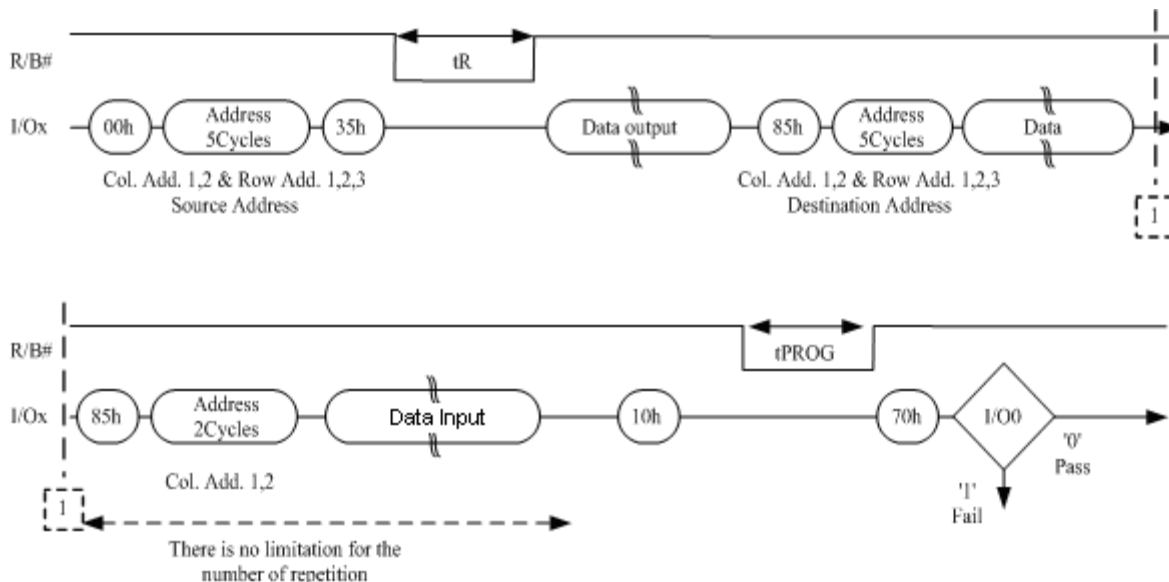 R/B#
tR
I/Ox
00h
Address
5Cycles
35h
Data output
85h
Address
5Cycles
Data
Col. Add. 1,2 & Row Add. 1,2,3
Source Address
Col. Add. 1,2 & Row Add. 1,2,3
Destination Address
1
R/B#
tPROG
I/Ox
85h
Address
2Cycles
Data Input
10h
70h
I/O0
'0'
Pass
Col. Add. 1,2
1
'1'
Fail
There is no limitation for the
number of repetition